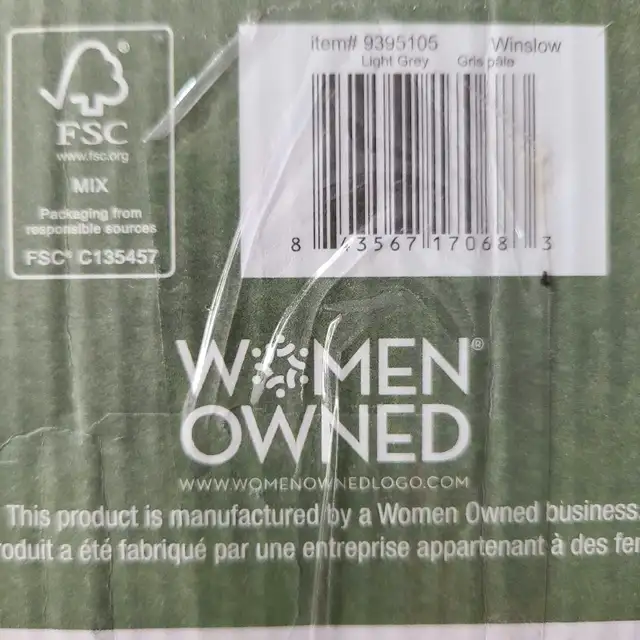 FSC
www.fsc.org
MIX
Packaging from
responsible sources
FSC® C135457
item# 9395105 Winslow
Light Grey Gris pâle
8 43567 17068 3
WOMEN®
OWNED
WWW.WOMENOWNEDLOGO.COM
This product is manufactured by a Women Owned business.
roduit a été fabriqué par une entreprise appartenant à des fe